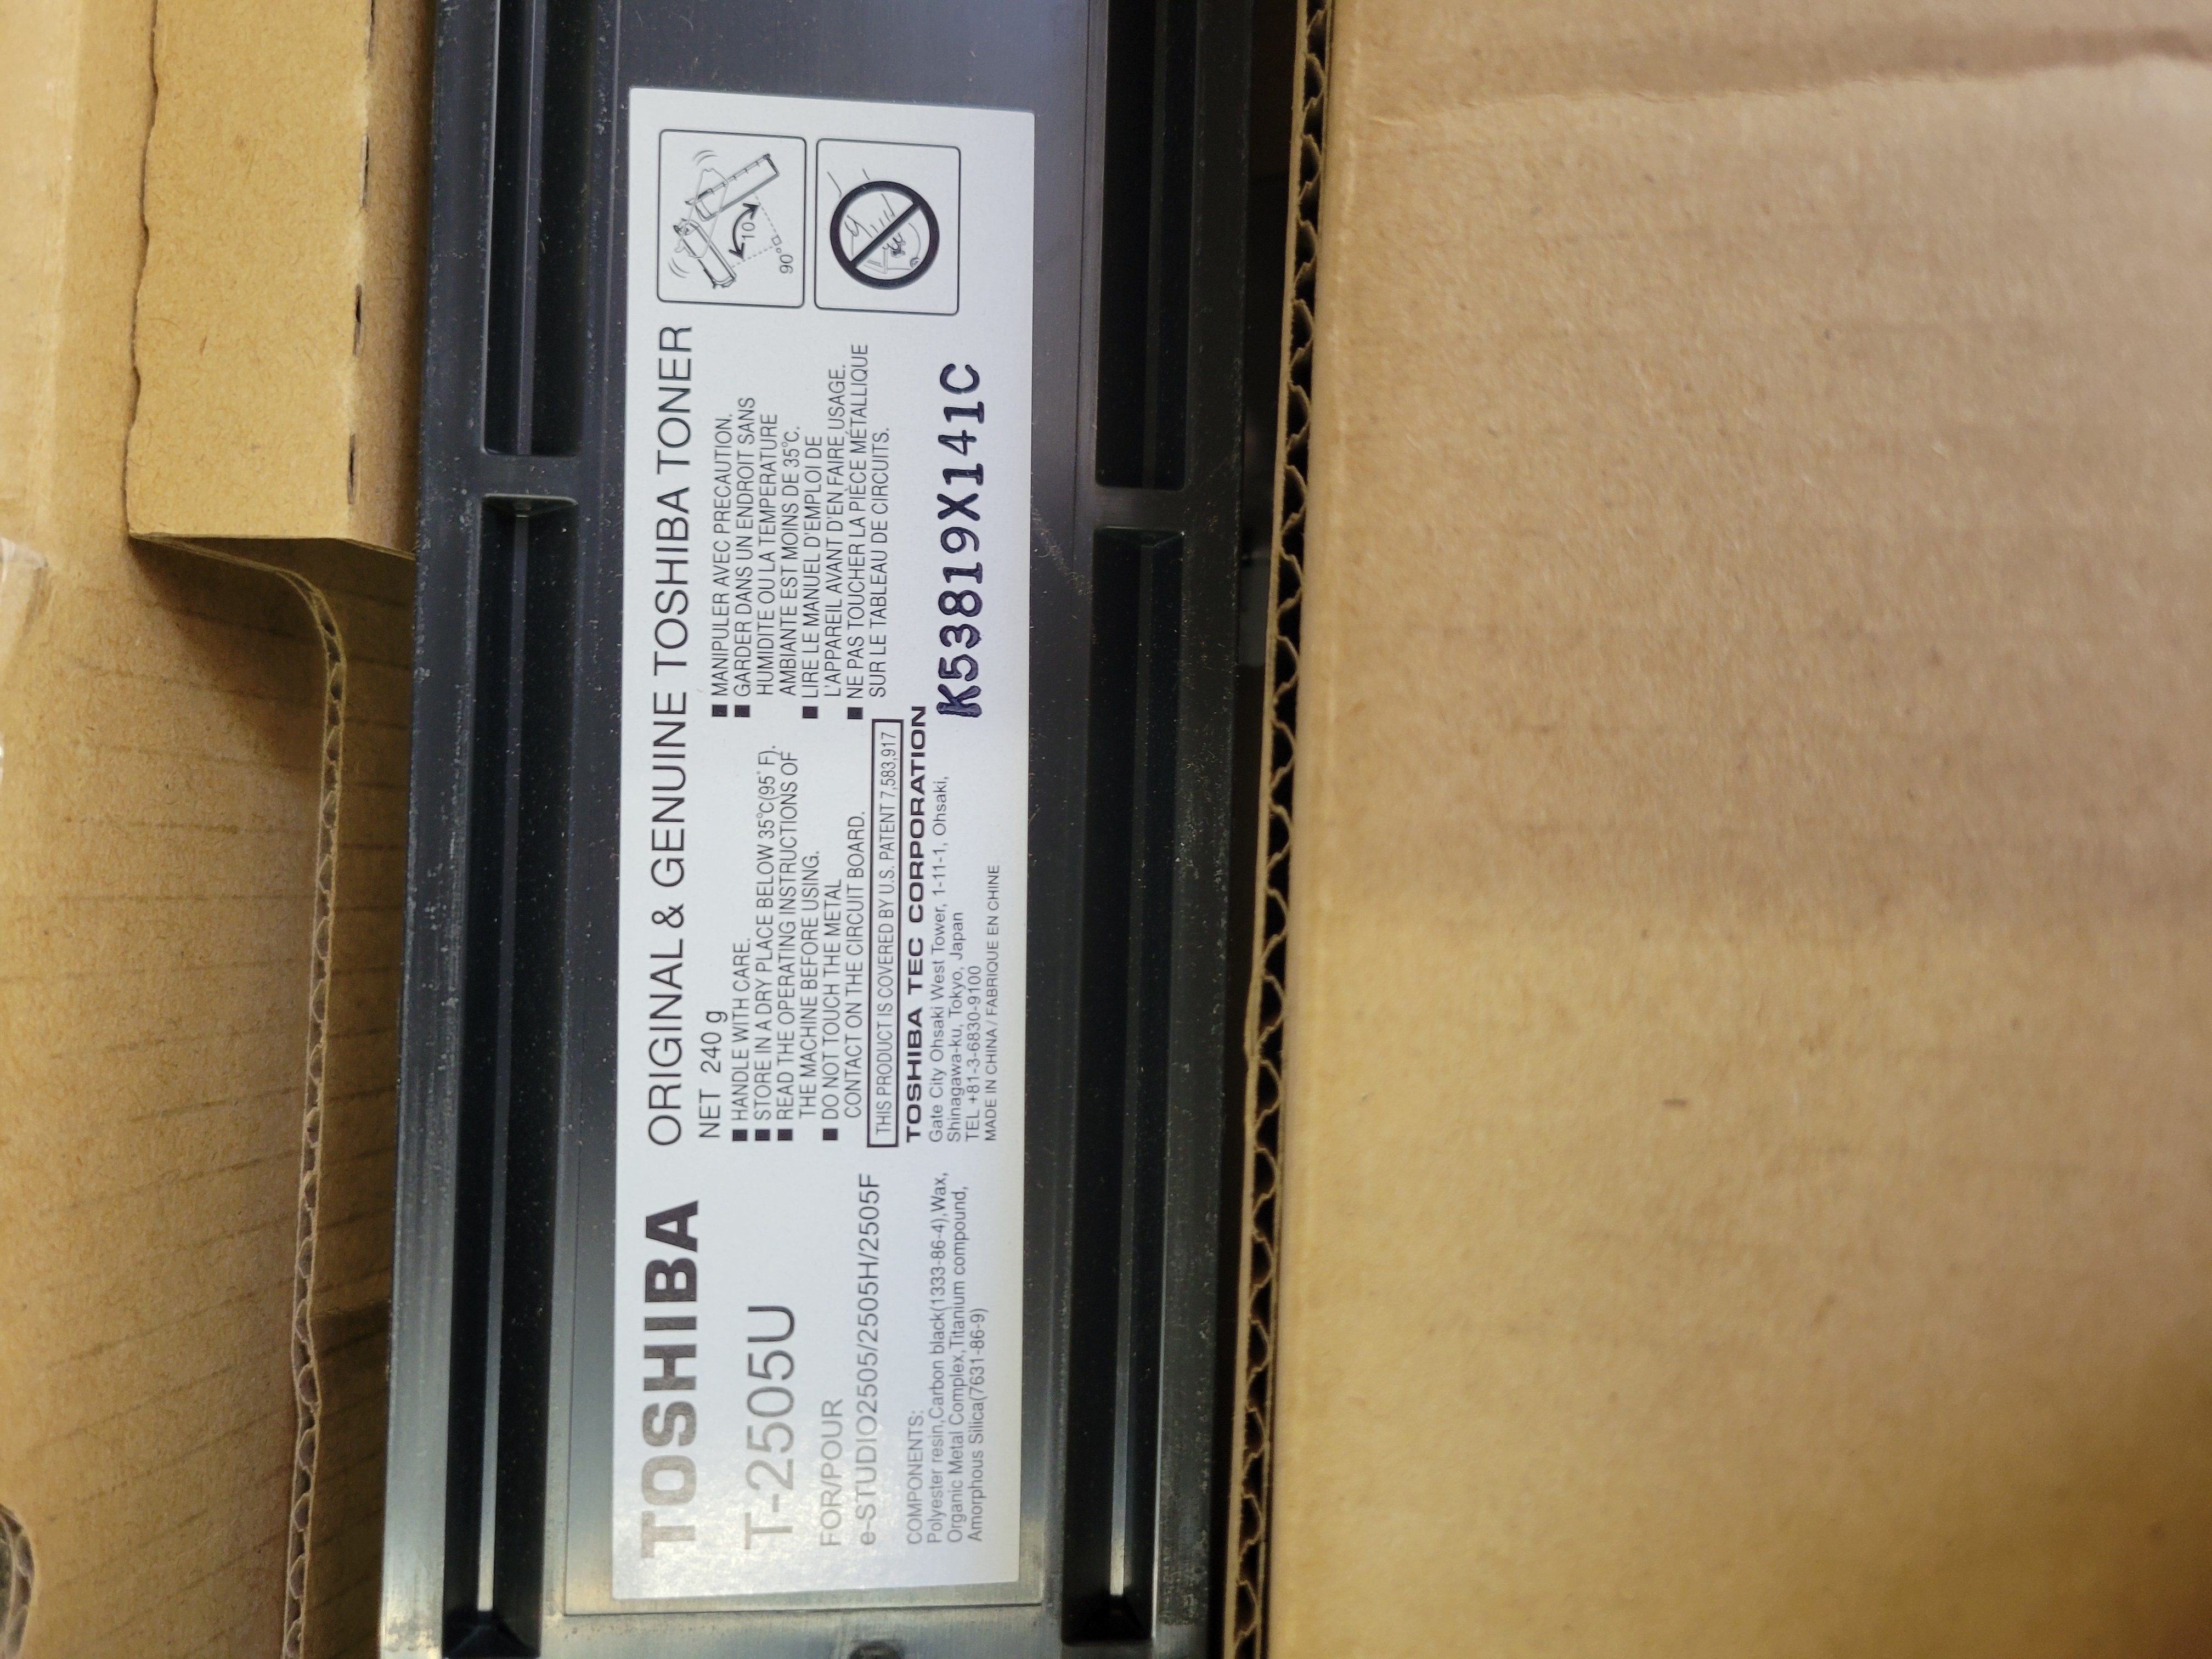 TOSHIBA
T-2505U
FOR/POUR
e-STUDIO2505/2505H/2505F
COMPONENTS:
Polyester resin,Carbon black(1333-86-4),Wax,
Organic Metal Complex,Titanium compound,
Amorphous Silica(7631-86-9)
ORIGINAL & GENUINE TOSHIBA TONER
NET 240 g
■ HANDLE WITH CARE.
■ STORE IN A DRY PLACE BELOW 35°C(95°F).
■ READ THE OPERATING INSTRUCTIONS OF
THE MACHINE BEFORE USING.
■ DO NOT TOUCH THE METAL
CONTACT ON THE CIRCUIT BOARD.
THIS PRODUCT IS COVERED BY U.S. PATENT 7,583,917
TOSHIBA TEC CORPORATION
Gate City Ohsaki West Tower, 1-11-1, Ohsaki,
Shinagawa-ku, Tokyo, Japan
TEL +81-3-6830-9100
MADE IN CHINA / FABRIQUE EN CHINE
■ MANIPULER AVEC PRECAUTION.
■ GARDER DANS UN ENDROIT SANS
HUMIDITE OU LA TEMPERATURE
AMBIANTE EST MOINS DE 35°C.
■ LIRE LE MANUEL D'EMPLOI DE
L'APPAREIL AVANT D'EN FAIRE USAGE.
■ NE PAS TOUCHER LA PIÈCE MÉTALLIQUE
SUR LE TABLEAU DE CIRCUITS.
K53819X141C
10
90°